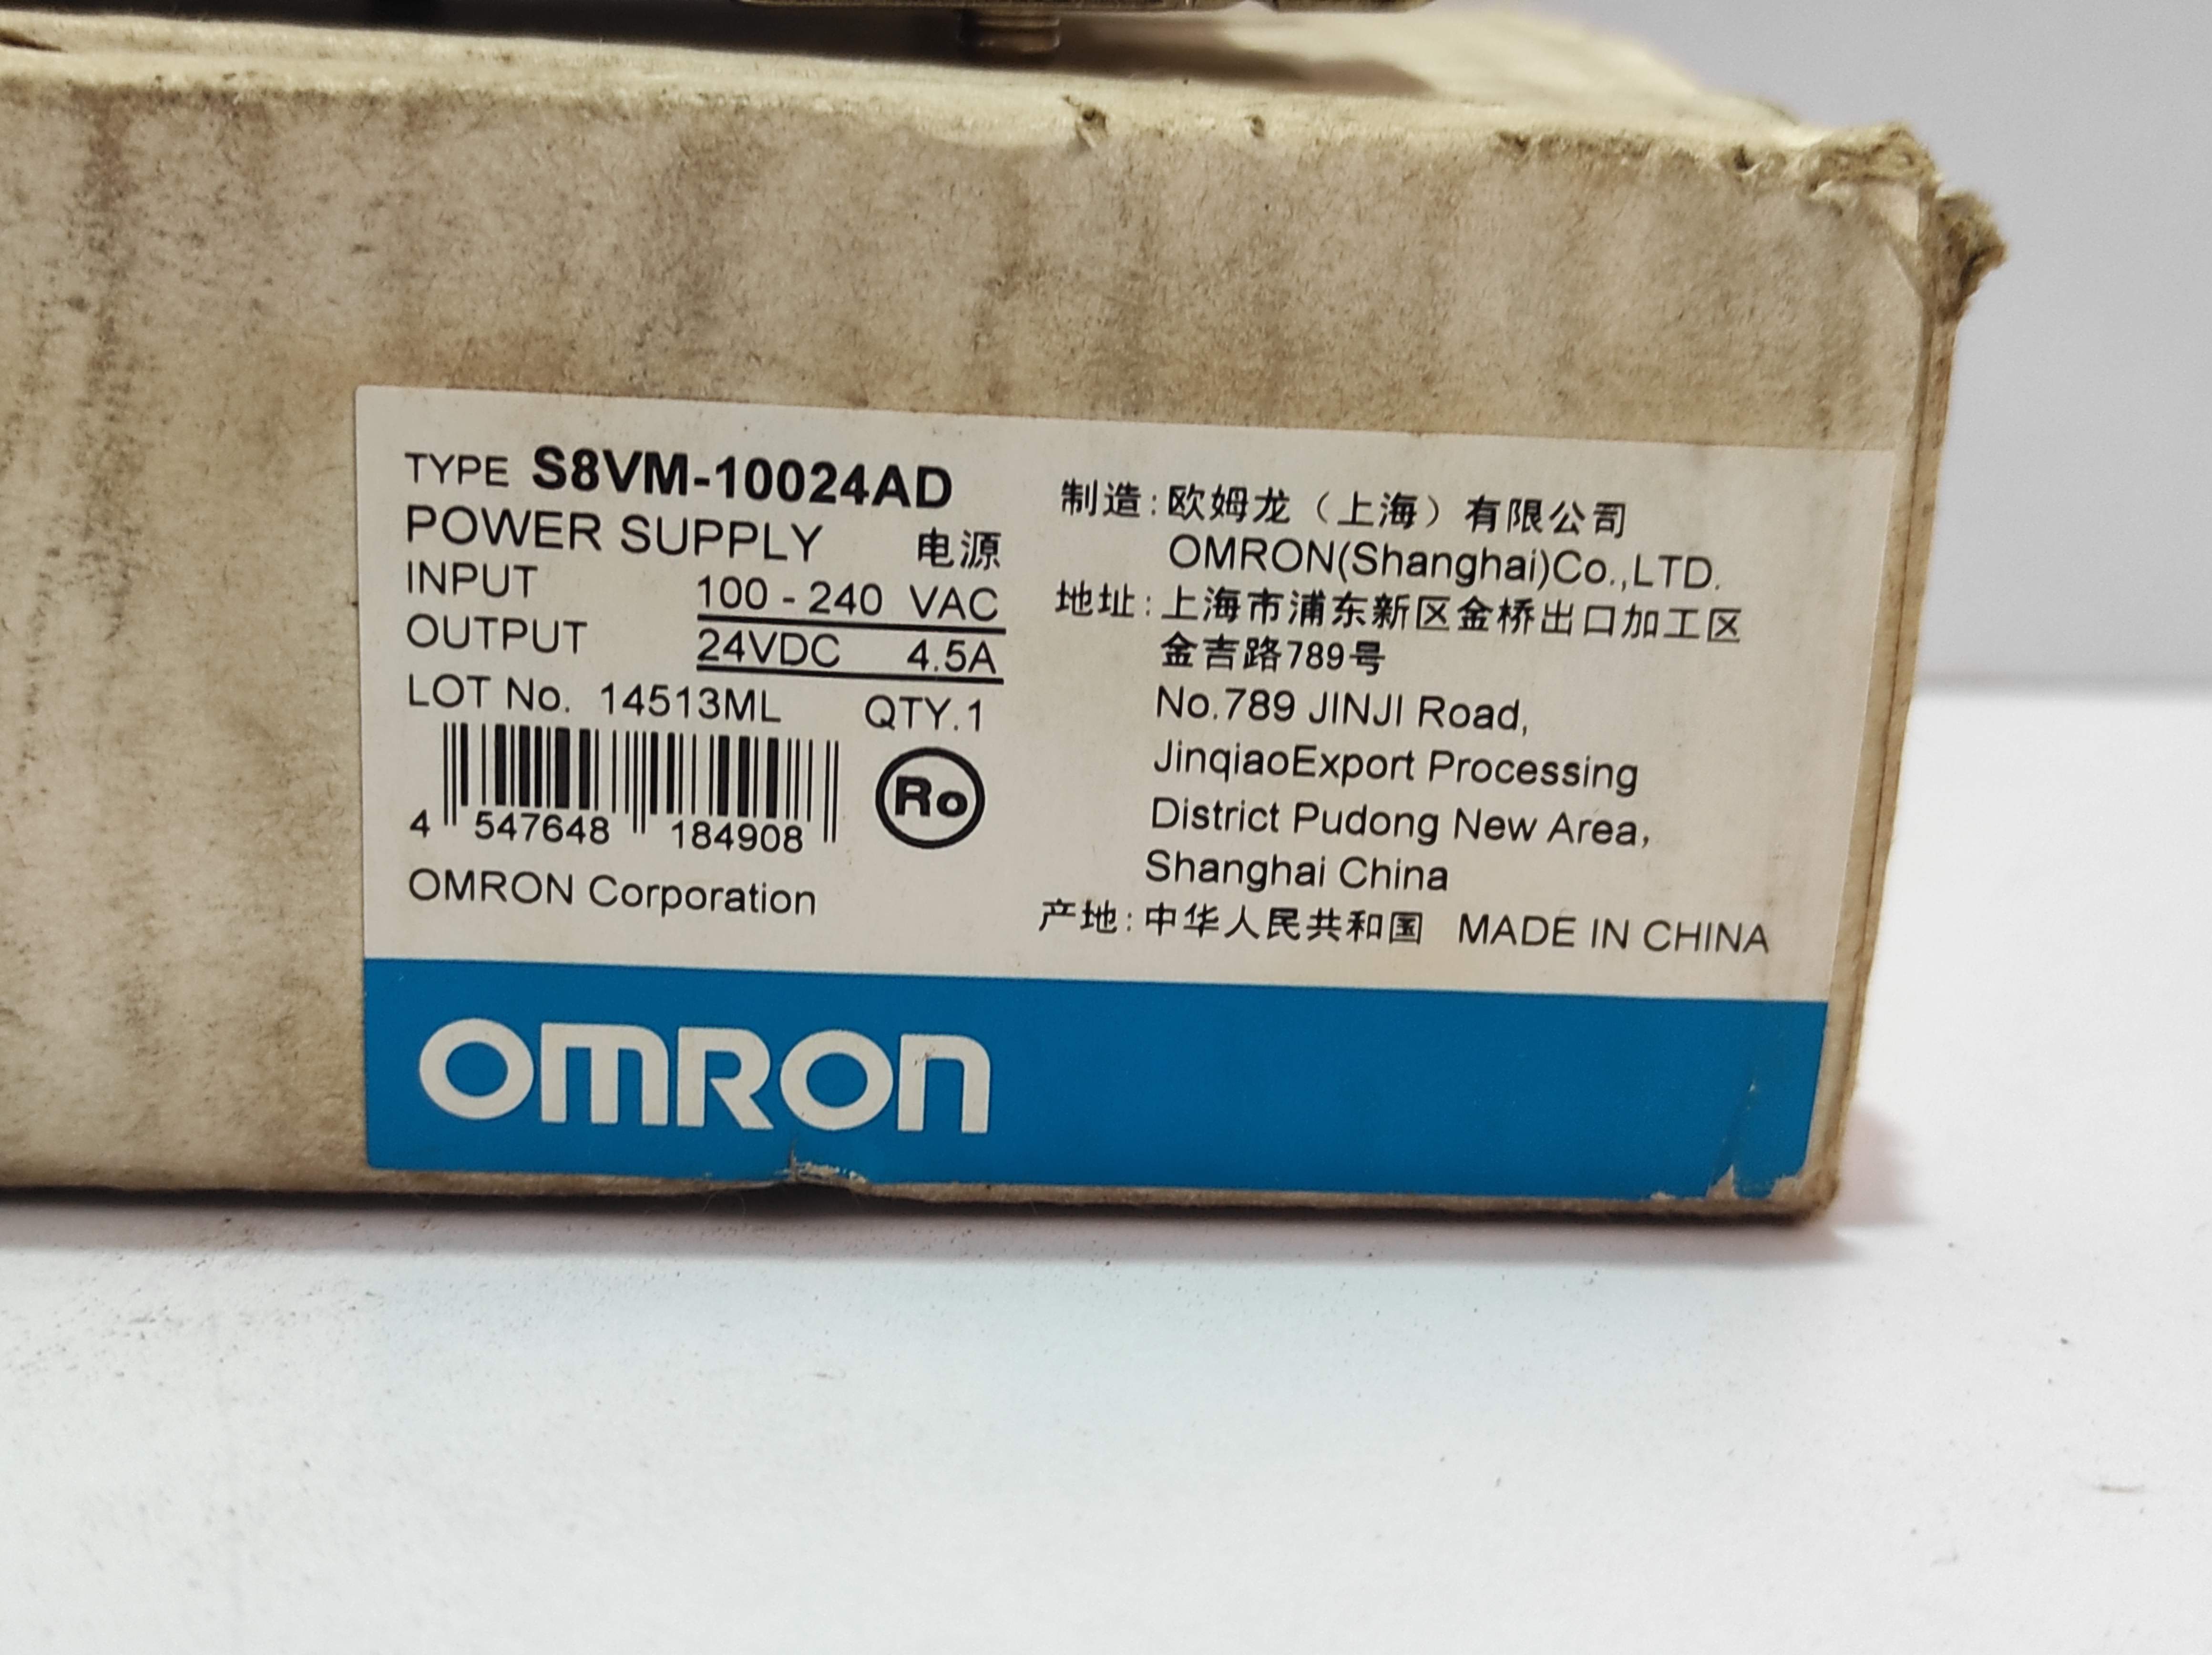 TYPE S8VM-10024AD
POWER SUPPLY 电源
INPUT 100 - 240 VAC
OUTPUT 24VDC 4.5A
LOT No. 14513ML QTY.1
4 547648 184908
Ro
OMRON Corporation
制造:欧姆龙（上海）有限公司
OMRON(Shanghai)Co.,LTD.
地址:上海市浦东新区金桥出口加工区
金吉路789号
No.789 JINJI Road,
JinqiaoExport Processing
District Pudong New Area,
Shanghai China
产地:中华人民共和国 MADE IN CHINA
OMRON